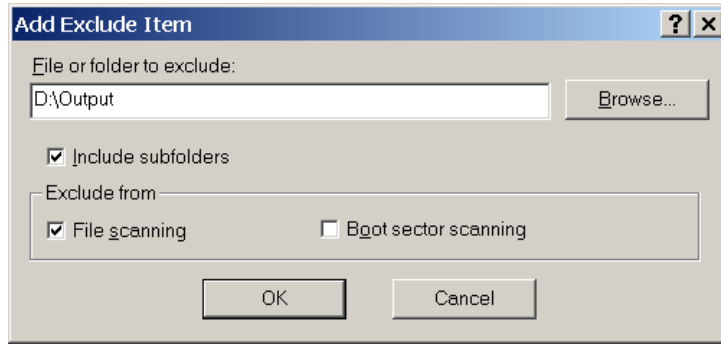 Add Exclude Item
File or folder to exclude:
D:\Output
Browse...
Include subfolders
Exclude from
File scanning
Boot sector scanning
OK
Cancel